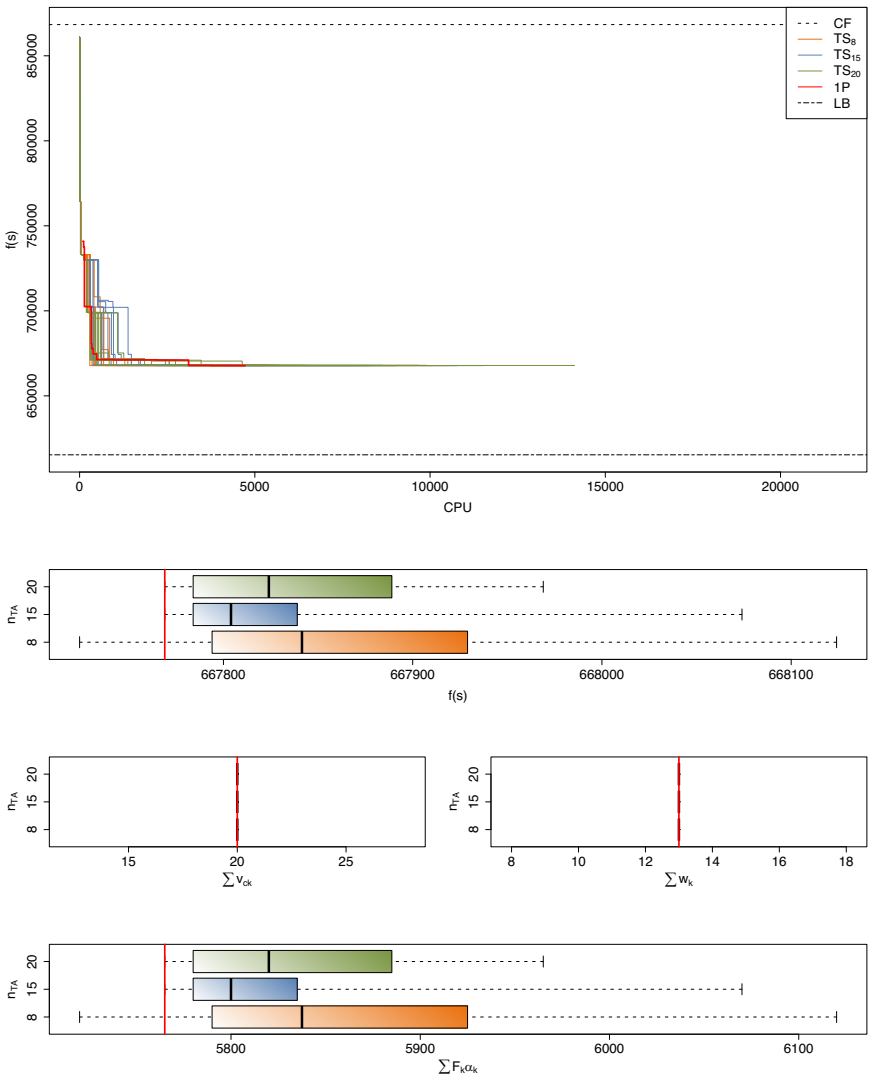 CF
TS8
TS15
TS20
1P
LB
850000
800000
750000
700000
650000
f(s)
0 5000 10000 15000 20000
CPU
20
15
8
nTA
667800 667900 668000 668100
f(s)
20
15
8
nTA
15 20 25
∑ vck
20
15
8
nTA
8 10 12 14 16 18
∑ wk
20
15
8
nTA
5800 5900 6000 6100
∑ Fkαk